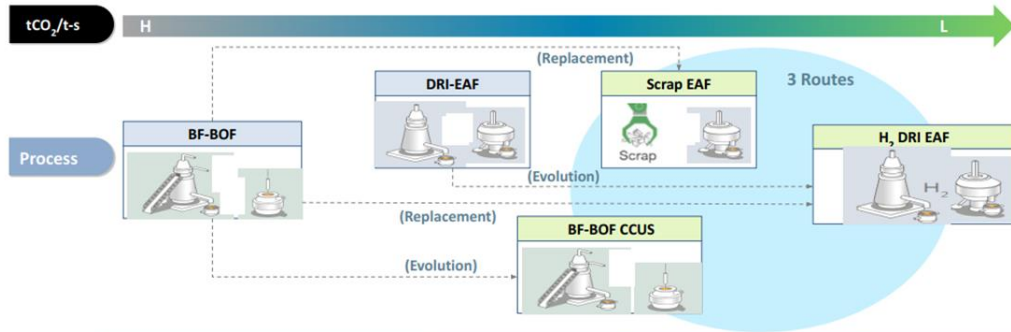 tCO₂/t-s
H
L
(Replacement)
3 Routes
DRI-EAF
Scrap EAF
Scrap
BF-BOF
Process
H₂ DRI EAF
H₂
(Evolution)
(Replacement)
BF-BOF CCUS
(Evolution)